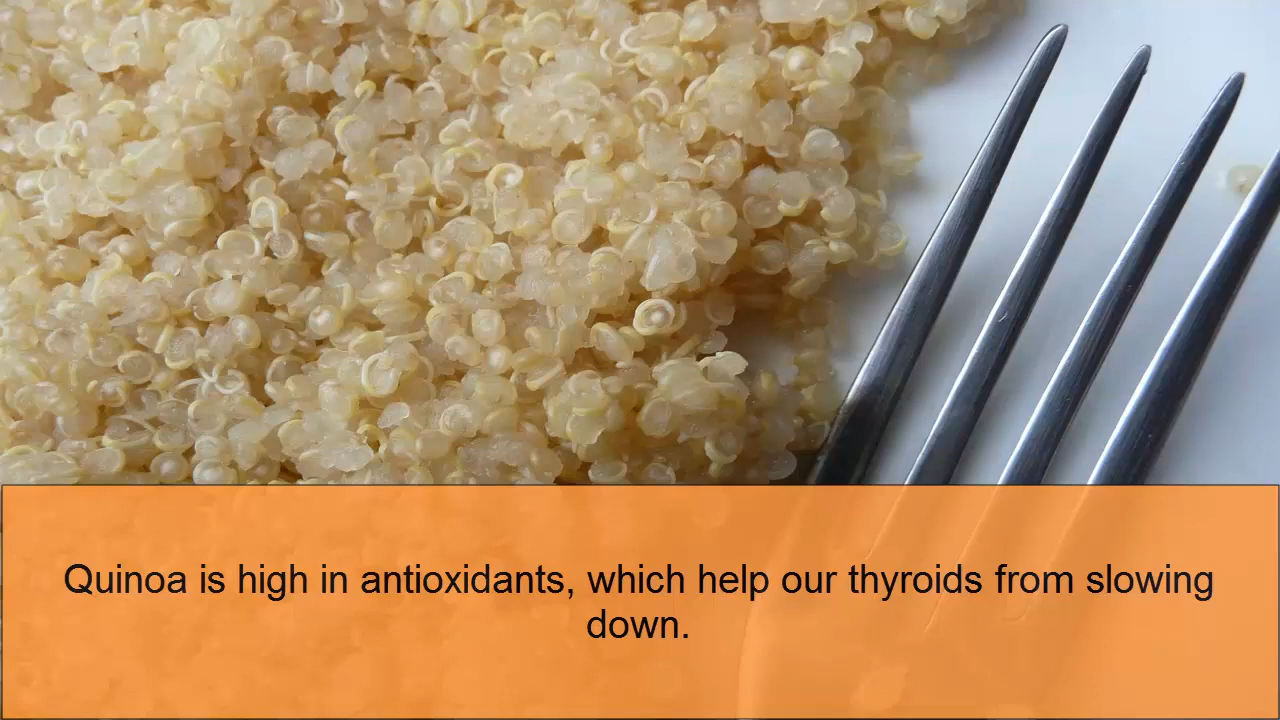 Quinoa is high in antioxidants, which help our thyroids from slowing
down.